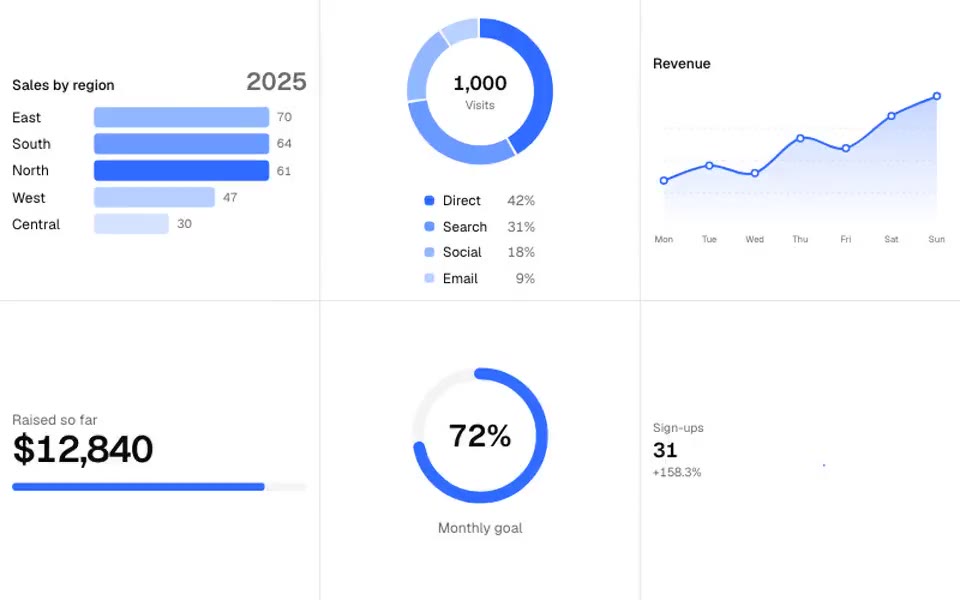 Sales by region 2025
East 70
South 64
North 61
West 47
Central 30
1,000
Visits
Direct 42%
Search 31%
Social 18%
Email 9%
Revenue
Mon Tue Wed Thu Fri Sat Sun
Raised so far
$12,840
72%
Monthly goal
Sign-ups
31
+158.3%